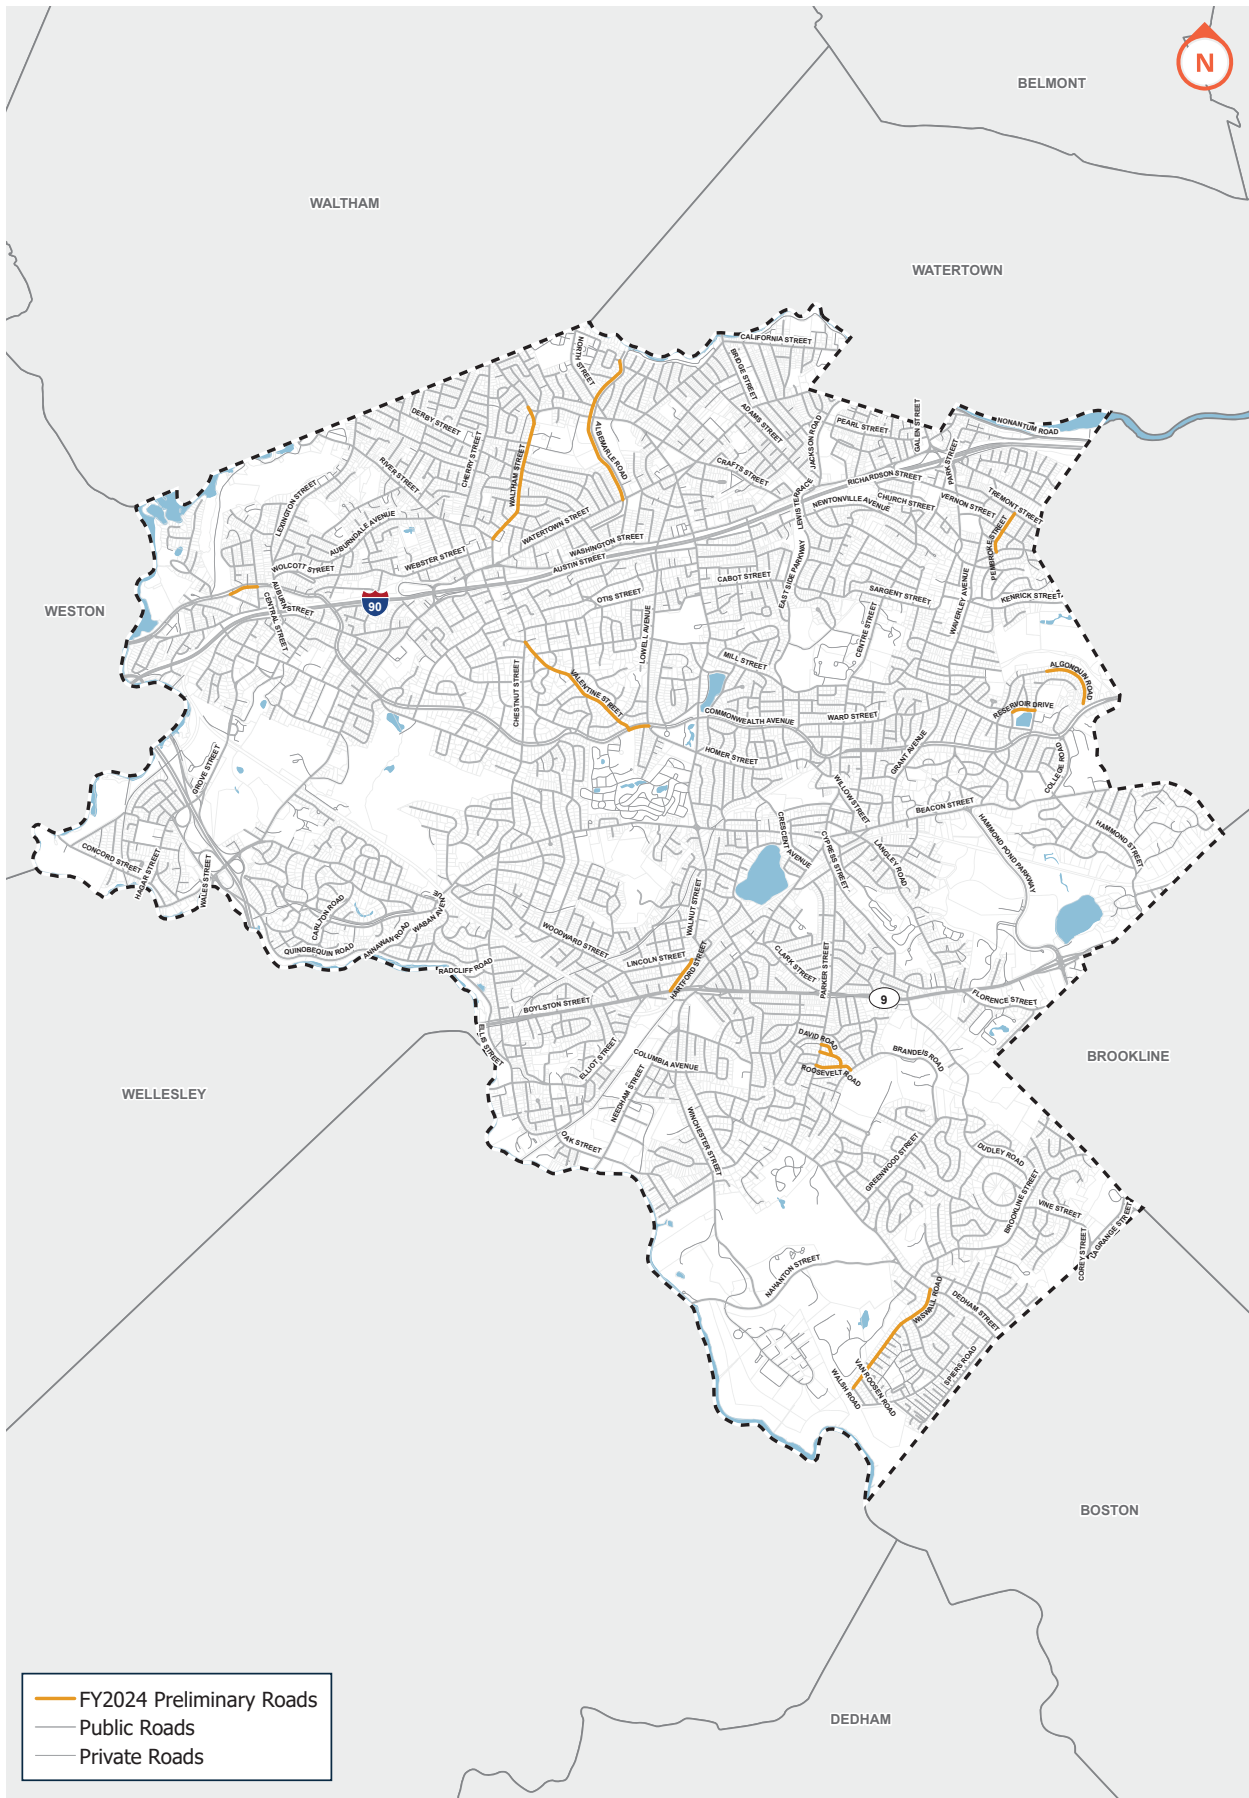 N
BELMONT
WALTHAM
WATERTOWN
CALIFORNIA STREET
NORTH STREET
BRIDGE STREET
ADAMS STREET
DERBY STREET
ALBEMARLE ROAD
JACKSON ROAD
PEARL STREET
GALEN STREET
NONANTUM ROAD
PARK STREET
CHERRY STREET
RIVER STREET
WALTHAM STREET
CRAFTS STREET
RICHARDSON STREET
LEXINGTON STREET
LEWIS TERRACE
NEWTONVILLE AVENUE
CHURCH STREET
VERNON STREET
TREMONT STREET
AUBURNDALE AVENUE
WATERTOWN STREET
WASHINGTON STREET
PEMBROKE STREET
WEBSTER STREET
AUSTIN STREET
WOLCOTT STREET
CABOT STREET
EAST SIDE PARKWAY
SARGENT STREET
WAVERLEY AVENUE
KENRICK STREET
WESTON
AUBURN STREET
CENTRAL STREET
90
OTIS STREET
LOWELL AVENUE
CENTRE STREET
MILL STREET
ALGONQUIN ROAD
CHESTNUT STREET
VALENTINE STREET
COMMONWEALTH AVENUE
WARD STREET
RESERVOIR DRIVE
GROVE STREET
HOMER STREET
GRANT AVENUE
COLLEGE ROAD
WILLOW STREET
BEACON STREET
CONCORD STREET
HAGAR STREET
WALES STREET
CRESCENT AVENUE
CYPRESS STREET
LANGLEY ROAD
HAMMOND POND PARKWAY
HAMMOND STREET
CARLTON ROAD
WABAN AVENUE
ANNAWAN ROAD
QUINOBEQUIN ROAD
WOODWARD STREET
WALNUT STREET
LINCOLN STREET
HARTFORD STREET
CLARK STREET
PARKER STREET
RADCLIFF ROAD
BOYLSTON STREET
9
FLORENCE STREET
ELLIS STREET
ELLIOT STREET
COLUMBIA AVENUE
DAVID ROAD
BRANDEIS ROAD
BROOKLINE
ROOSEVELT ROAD
WELLESLEY
NEEDHAM STREET
OAK STREET
WINCHESTER STREET
GREENWOOD STREET
DUDLEY ROAD
BROOKLINE STREET
VINE STREET
LAGRANGE STREET
COREY STREET
NAHANTON STREET
WISWALL ROAD
DEDHAM STREET
SPIERS ROAD
VAN ROOSEN ROAD
WALSH ROAD
BOSTON
DEDHAM
FY2024 Preliminary Roads
Public Roads
Private Roads